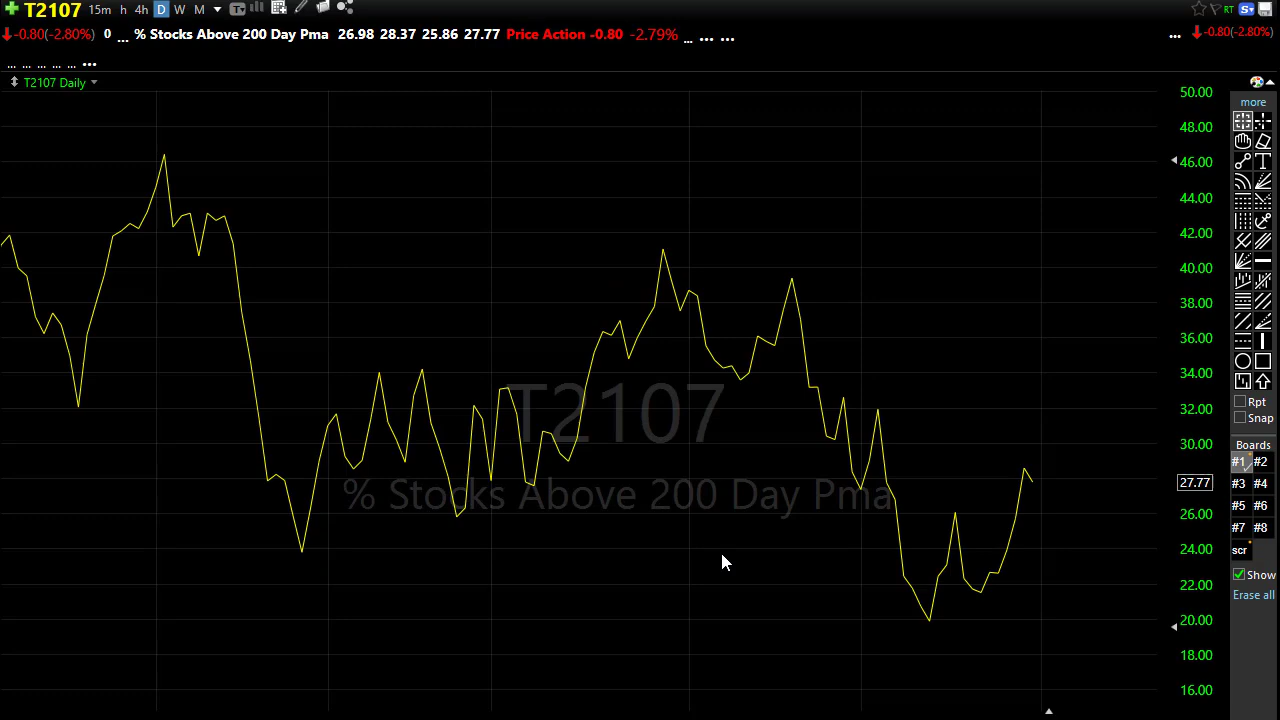 T2107 15m h 4h D W M T RT S
-0.80(-2.80%) 0 ... % Stocks Above 200 Day Pma 26.98 28.37 25.86 27.77 Price Action -0.80 -2.79% ... ... ... ... -0.80(-2.80%)
... ... ... ... ... ...
T2107 Daily
50.00
more
48.00
46.00
T
44.00
42.00
40.00
38.00
36.00
34.00
T2107
Rpt
32.00
Snap
30.00
Boards
#1 #2
% Stocks Above 200 Day Pma
27.77
#3 #4
26.00
#5 #6
#7 #8
24.00
scr
Show
22.00
Erase all
20.00
18.00
16.00